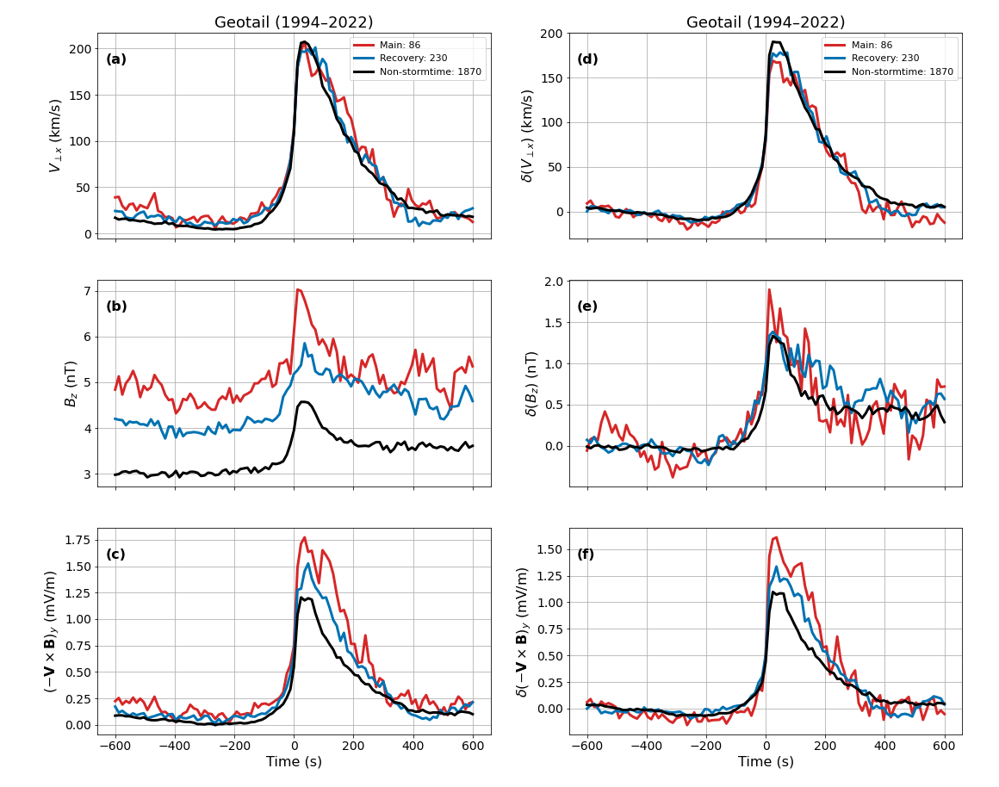 Geotail (1994–2022)
(a)
Main: 86
Recovery: 230
Non-stormtime: 1870
V⊥x (km/s)
200
150
100
50
0
Geotail (1994–2022)
(d)
Main: 86
Recovery: 230
Non-stormtime: 1870
δ(V⊥x) (km/s)
200
150
100
50
0
(b)
Bz (nT)
7
6
5
4
3
(e)
δ(Bz) (nT)
2.0
1.5
1.0
0.5
0.0
(c)
(−V × B)y (mV/m)
1.75
1.50
1.25
1.00
0.75
0.50
0.25
0.00
−600 −400 −200 0 200 400 600
Time (s)
(f)
δ(−V × B)y (mV/m)
1.50
1.25
1.00
0.75
0.50
0.25
0.00
−600 −400 −200 0 200 400 600
Time (s)